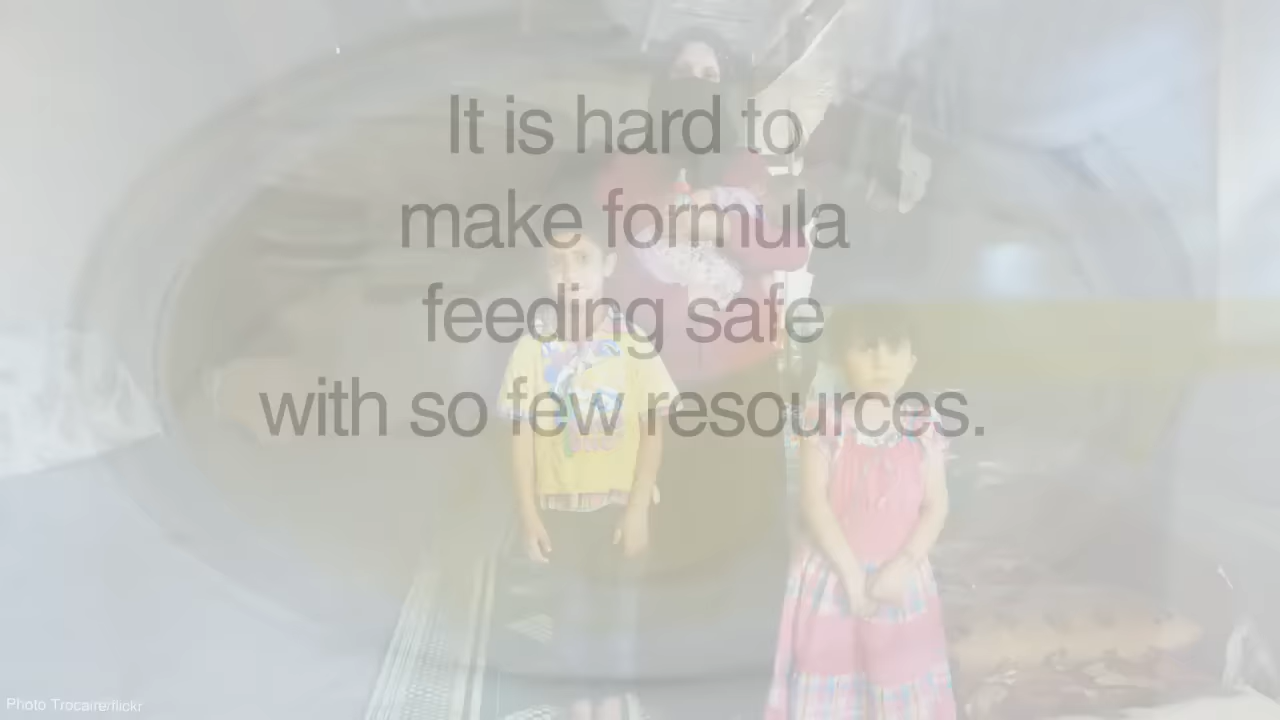 It is hard to
make formula
feeding safe
with so few resources.
Photo Trocaire/flickr